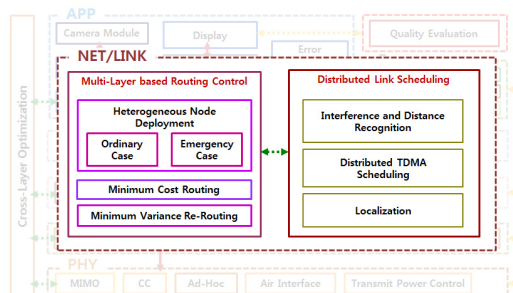 APP
Camera Module
Display
Error
Quality Evaluation
NET/LINK
Cross-Layer Optimization
Multi-Layer based Routing Control
Heterogeneous Node
Deployment
Ordinary
Case
Emergency
Case
Minimum Cost Routing
Minimum Variance Re-Routing
Distributed Link Scheduling
Interference and Distance
Recognition
Distributed TDMA
Scheduling
Localization
PHY
MIMO
CC
Ad-Hoc
Air Interface
Transmit Power Control